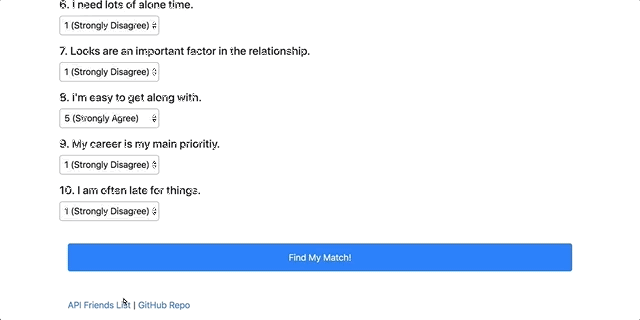 6. I need lots of alone time.
1 (Strongly Disagree)
7. Looks are an important factor in the relationship.
1 (Strongly Disagree)
8. I'm easy to get along with.
5 (Strongly Agree)
9. My career is my main prioritiy.
1 (Strongly Disagree)
10. I am often late for things.
1 (Strongly Disagree)
Find My Match!
API Friends List | GitHub Repo